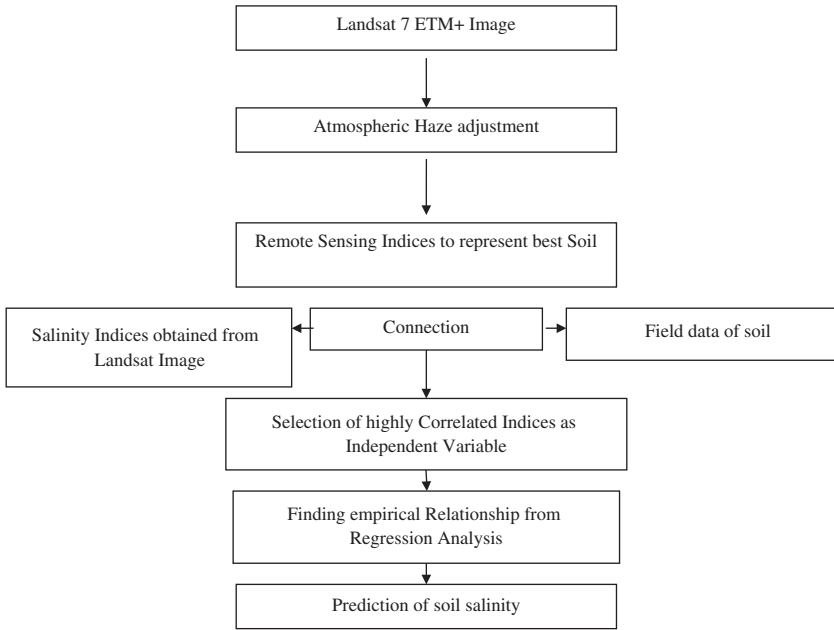 Landsat 7 ETM+ Image
Atmospheric Haze adjustment
Remote Sensing Indices to represent best Soil
Salinity Indices obtained from
Landsat Image
Connection
Field data of soil
Selection of highly Correlated Indices as
Independent Variable
Finding empirical Relationship from
Regression Analysis
Prediction of soil salinity